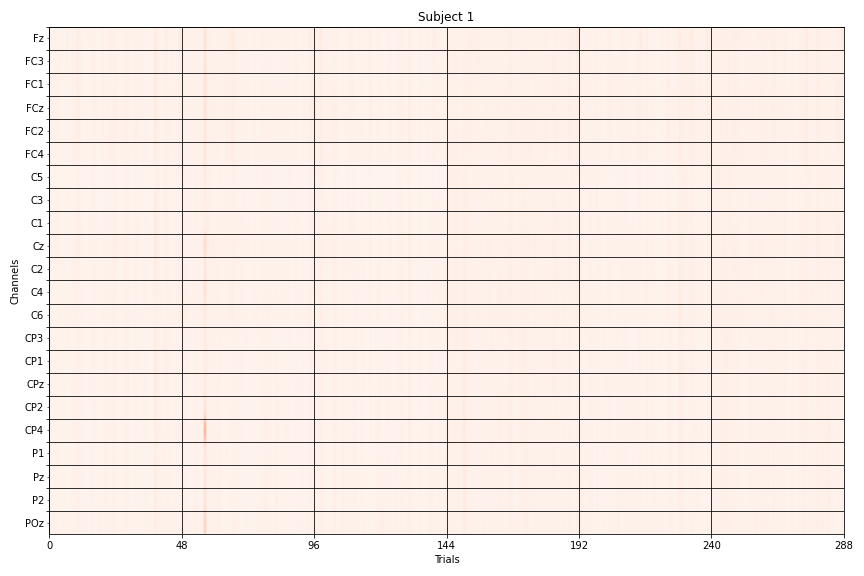 Subject 1
Channels
Fz
FC3
FC1
FCz
FC2
FC4
C5
C3
C1
Cz
C2
C4
C6
CP3
CP1
CPz
CP2
CP4
P1
Pz
P2
POz
0 48 96 144 192 240 288
Trials